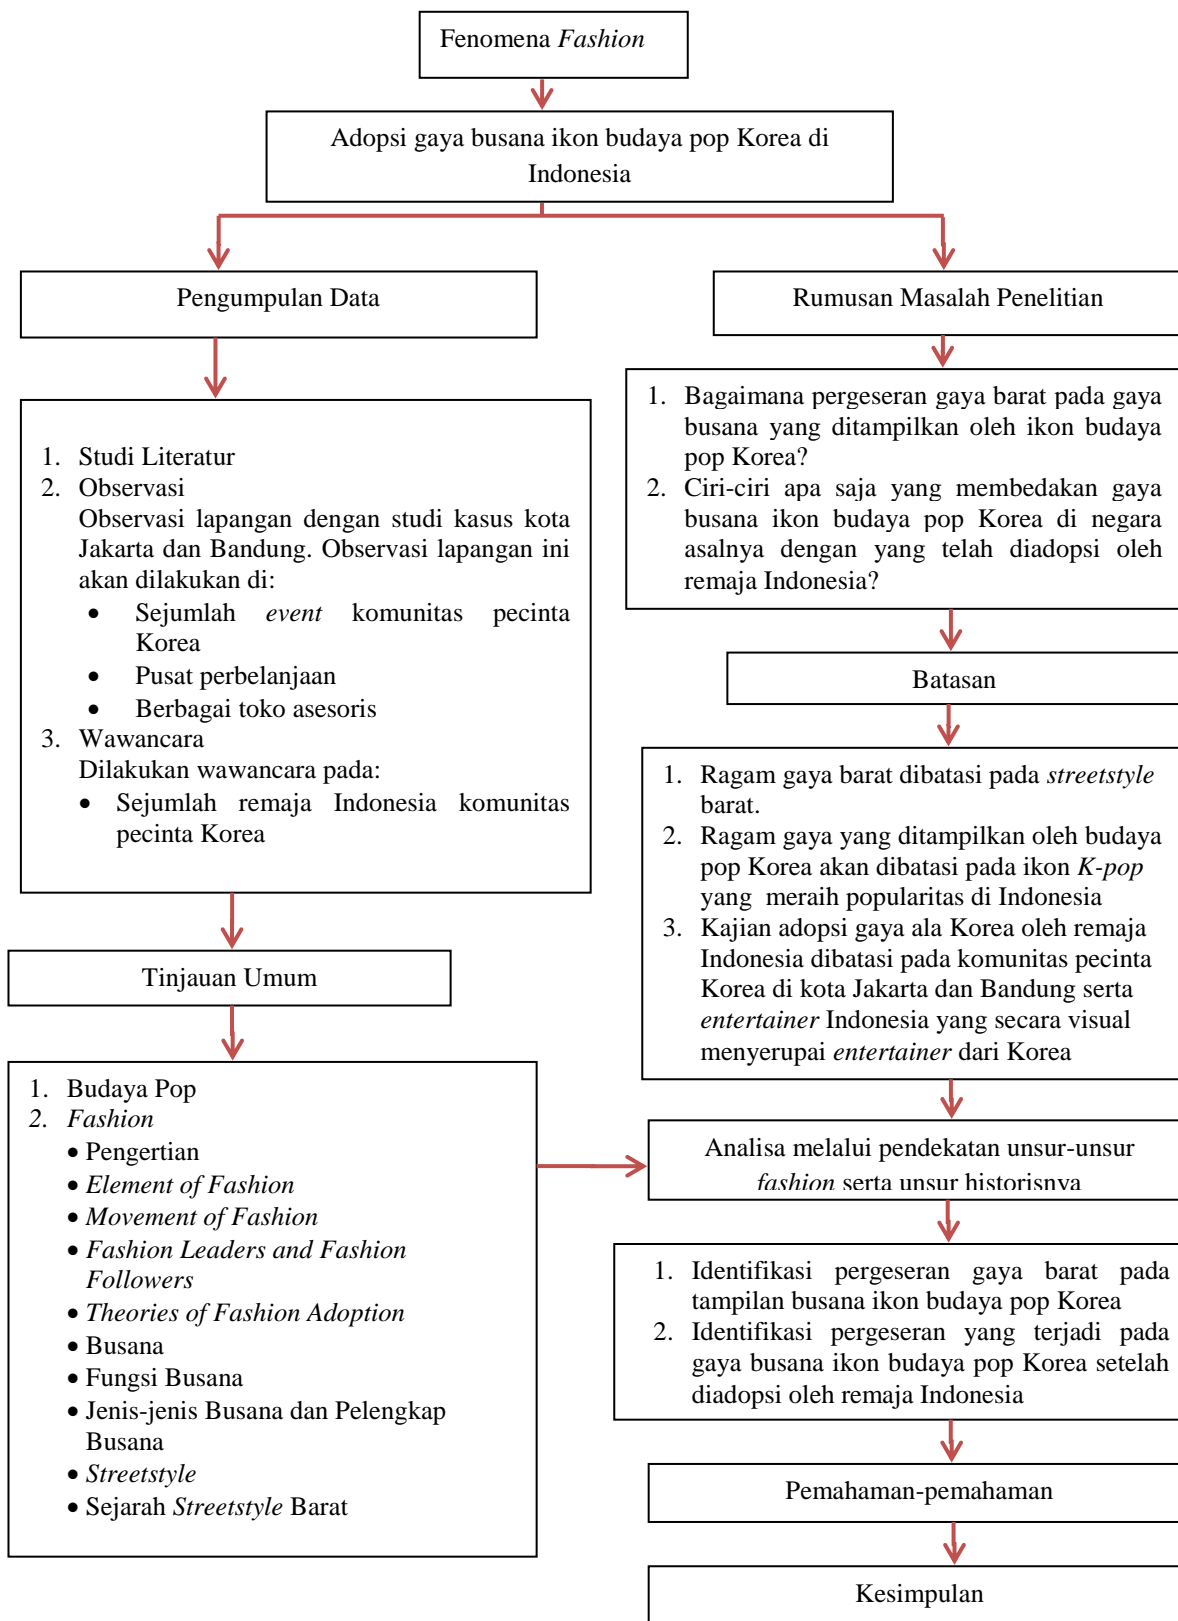 Fenomena Fashion
Adopsi gaya busana ikon budaya pop Korea di
Indonesia
Pengumpulan Data
1. Studi Literatur
2. Observasi
Observasi lapangan dengan studi kasus kota
Jakarta dan Bandung. Observasi lapangan ini
akan dilakukan di:
• Sejumlah event komunitas pecinta
Korea
• Pusat perbelanjaan
• Berbagai toko asesoris
3. Wawancara
Dilakukan wawancara pada:
• Sejumlah remaja Indonesia komunitas
pecinta Korea
Tinjauan Umum
1. Budaya Pop
2. Fashion
• Pengertian
• Element of Fashion
• Movement of Fashion
• Fashion Leaders and Fashion
Followers
• Theories of Fashion Adoption
• Busana
• Fungsi Busana
• Jenis-jenis Busana dan Pelengkap
Busana
• Streetstyle
• Sejarah Streetstyle Barat
Rumusan Masalah Penelitian
1. Bagaimana pergeseran gaya barat pada gaya
busana yang ditampilkan oleh ikon budaya
pop Korea?
2. Ciri-ciri apa saja yang membedakan gaya
busana ikon budaya pop Korea di negara
asalnya dengan yang telah diadopsi oleh
remaja Indonesia?
Batasan
1. Ragam gaya barat dibatasi pada streetstyle
barat.
2. Ragam gaya yang ditampilkan oleh budaya
pop Korea akan dibatasi pada ikon K-pop
yang meraih popularitas di Indonesia
3. Kajian adopsi gaya ala Korea oleh remaja
Indonesia dibatasi pada komunitas pecinta
Korea di kota Jakarta dan Bandung serta
entertainer Indonesia yang secara visual
menyerupai entertainer dari Korea
Analisa melalui pendekatan unsur-unsur
fashion serta unsur historisnya
1. Identifikasi pergeseran gaya barat pada
tampilan busana ikon budaya pop Korea
2. Identifikasi pergeseran yang terjadi pada
gaya busana ikon budaya pop Korea setelah
diadopsi oleh remaja Indonesia
Pemahaman-pemahaman
Kesimpulan